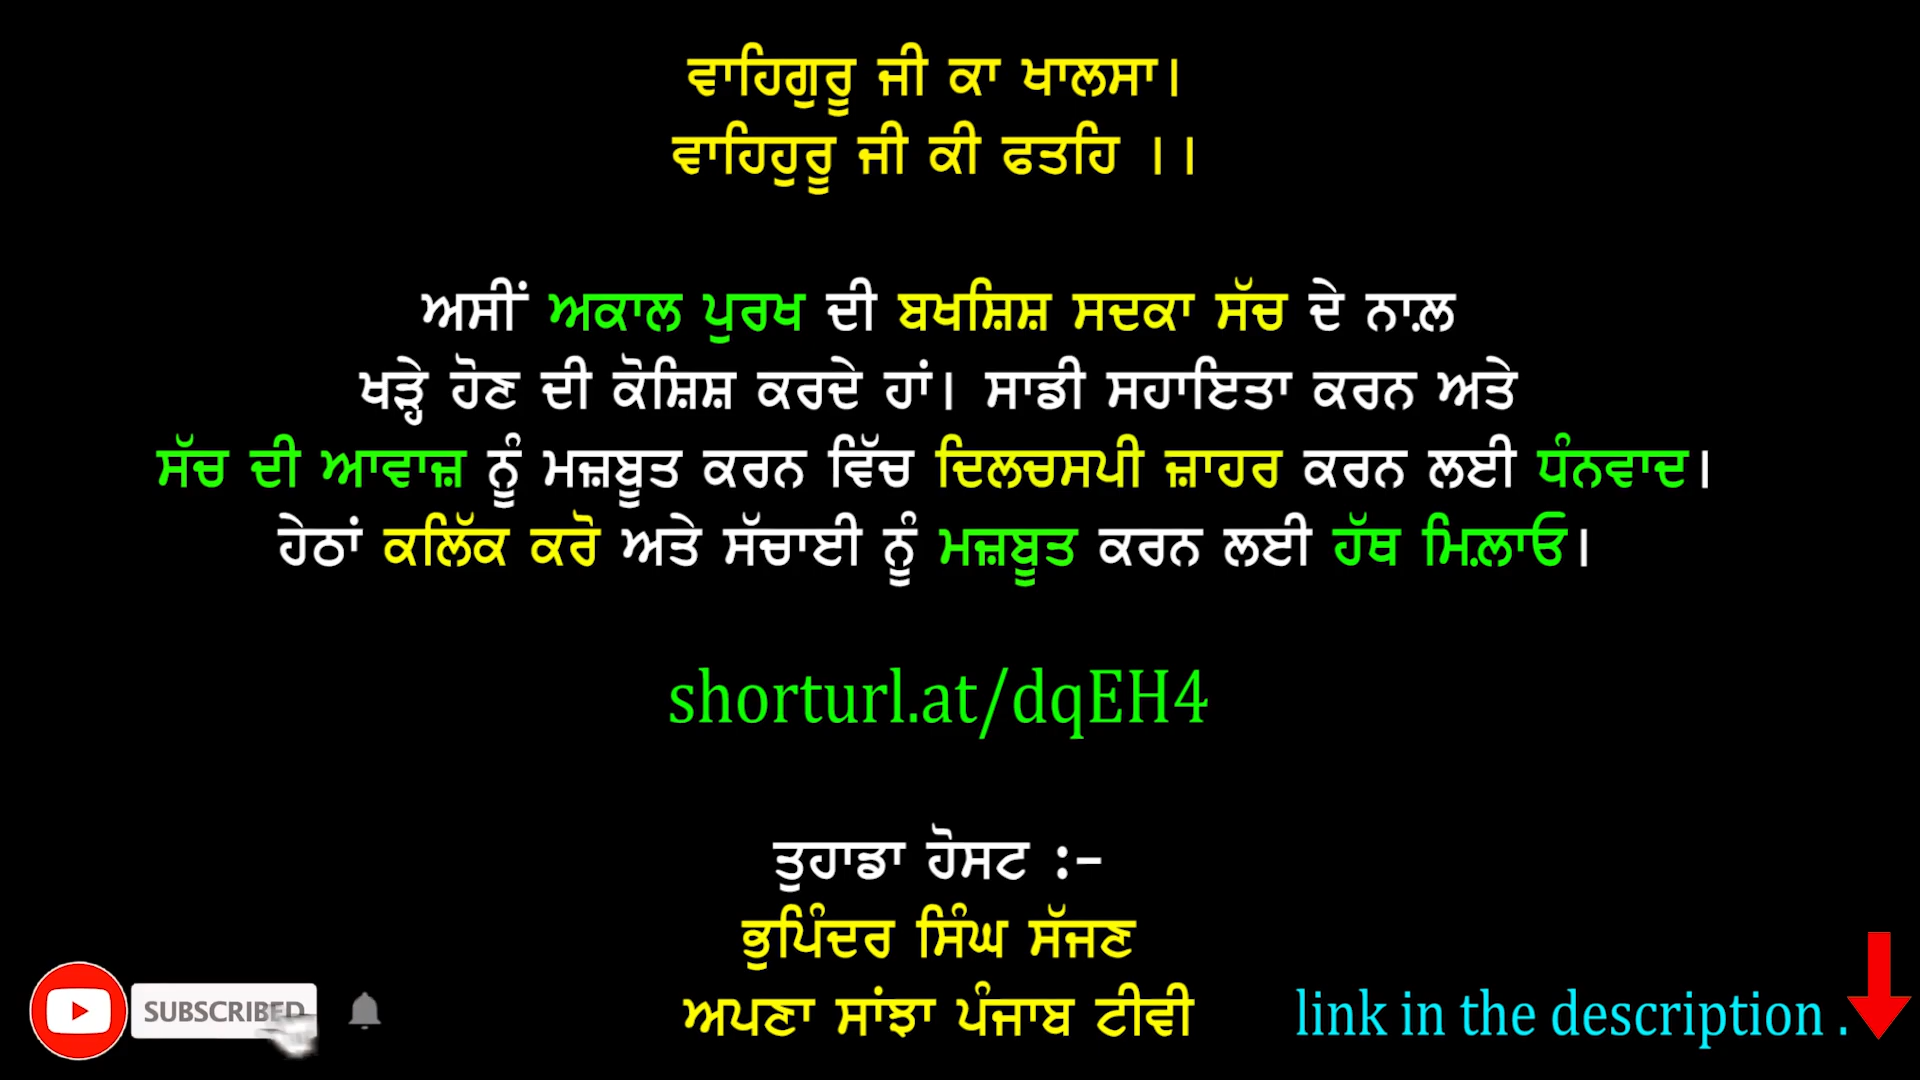 ਵਾਹਿਗੁਰੂ ਜੀ ਕਾ ਖਾਲਸਾ।
ਵਾਹਿਹੁਰੂ ਜੀ ਕੀ ਫਤਹਿ ।।
ਅਸੀਂ ਅਕਾਲ ਪੁਰਖ ਦੀ ਬਖਸ਼ਿਸ਼ ਸਦਕਾ ਸੱਚ ਦੇ ਨਾਲ਼
ਖੜ੍ਹੇ ਹੋਣ ਦੀ ਕੋਸ਼ਿਸ਼ ਕਰਦੇ ਹਾਂ। ਸਾਡੀ ਸਹਾਇਤਾ ਕਰਨ ਅਤੇ
ਸੱਚ ਦੀ ਆਵਾਜ਼ ਨੂੰ ਮਜ਼ਬੂਤ ਕਰਨ ਵਿੱਚ ਦਿਲਚਸਪੀ ਜ਼ਾਹਰ ਕਰਨ ਲਈ ਧੰਨਵਾਦ।
ਹੇਠਾਂ ਕਲਿੱਕ ਕਰੋ ਅਤੇ ਸੱਚਾਈ ਨੂੰ ਮਜ਼ਬੂਤ ਕਰਨ ਲਈ ਹੱਥ ਮਿਲ਼ਾਓ।
shorturl.at/dqEH4
ਤੁਹਾਡਾ ਹੋਸਟ :-
ਭੁਪਿੰਦਰ ਸਿੰਘ ਸੱਜਣ
ਅਪਣਾ ਸਾਂਝਾ ਪੰਜਾਬ ਟੀਵੀ
SUBSCRIBED
link in the description .